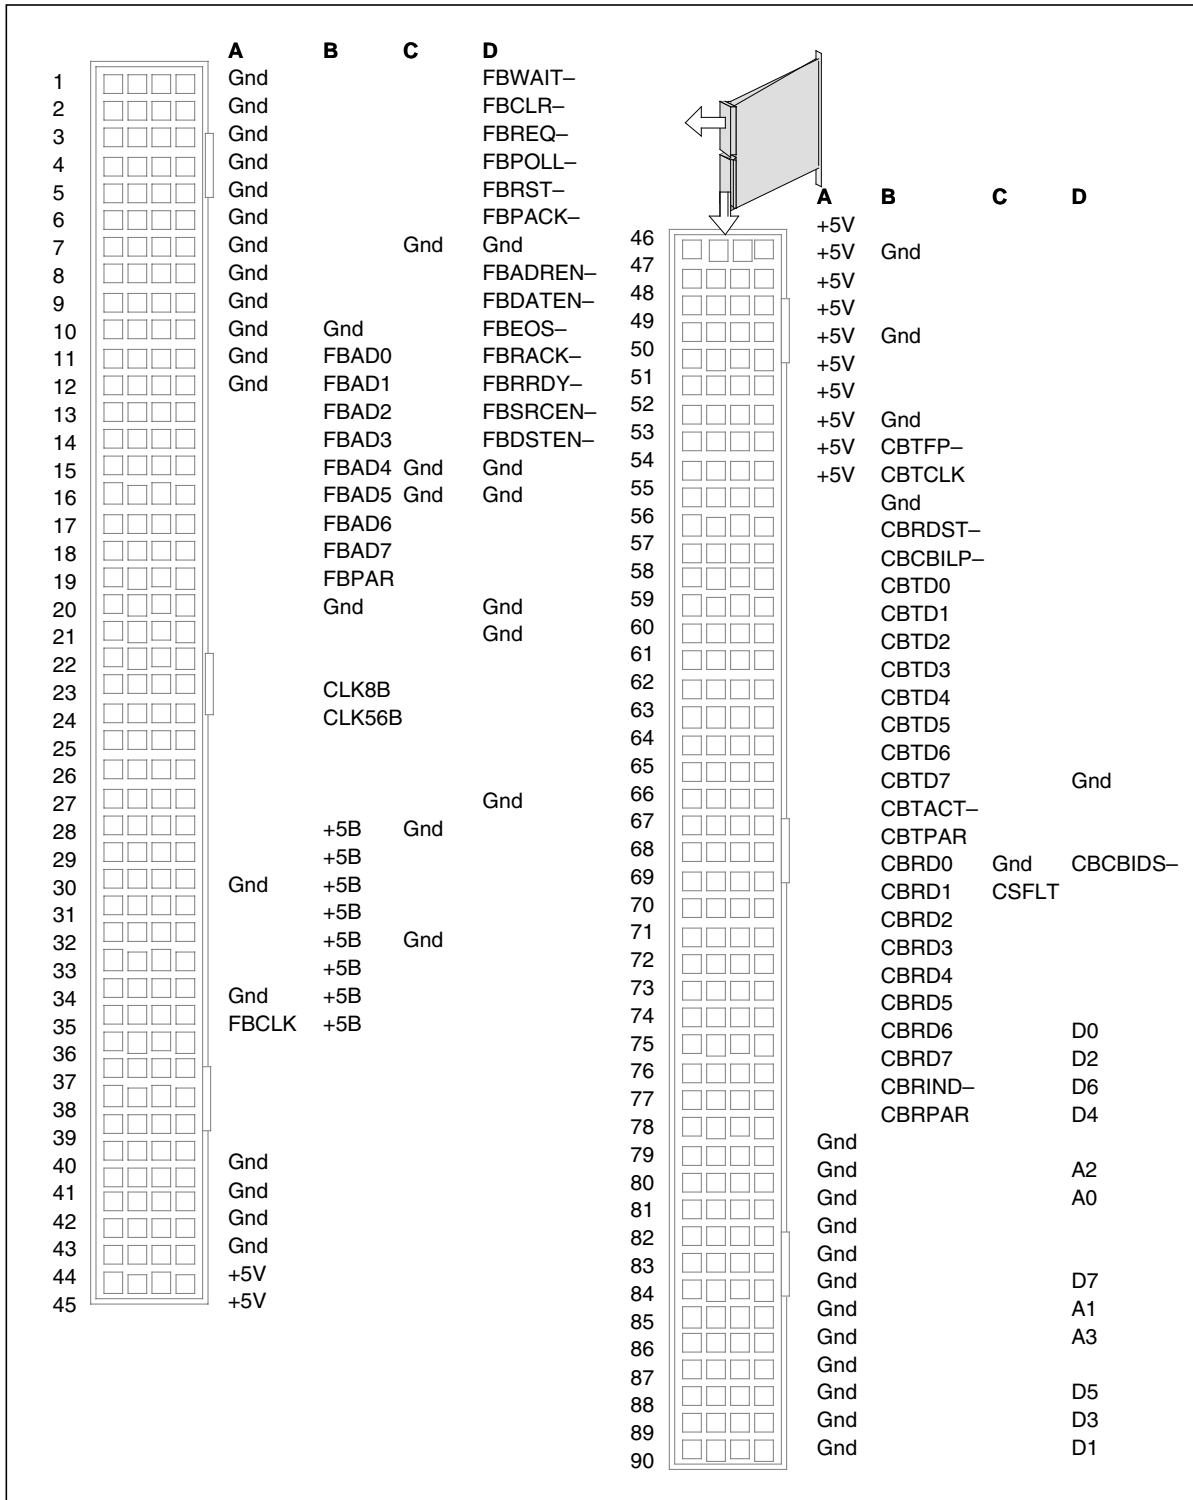 A B C D
1 Gnd FBWAIT–
2 Gnd FBCLR–
3 Gnd FBREQ–
4 Gnd FBPOLL–
5 Gnd FBRST–
6 Gnd FBPACK–
7 Gnd Gnd Gnd
8 Gnd FBADREN–
9 Gnd FBDATEN–
10 Gnd Gnd FBEOS–
11 Gnd FBAD0 FBRACK–
12 Gnd FBAD1 FBRRDY–
13 FBAD2 FBSRCEN–
14 FBAD3 FBDSTEN–
15 FBAD4 Gnd Gnd
16 FBAD5 Gnd Gnd
17 FBAD6
18 FBAD7
19 FBPAR
20 Gnd Gnd
21 Gnd
22
23 CLK8B
24 CLK56B
25
26
27 Gnd
28 +5B Gnd
29 +5B
30 Gnd +5B
31 +5B
32 +5B Gnd
33 +5B
34 Gnd +5B
35 FBCLK +5B
36
37
38
39
40 Gnd
41 Gnd
42 Gnd
43 Gnd
44 +5V
45 +5V
A B C D
46 +5V
47 +5V Gnd
48 +5V
49 +5V
50 +5V Gnd
51 +5V
52 +5V
53 +5V Gnd
54 +5V CBTFP–
55 +5V CBTCLK
56 Gnd
57 CBRDST–
58 CBCBILP–
59 CBTD0
60 CBTD1
61 CBTD2
62 CBTD3
63 CBTD4
64 CBTD5
65 CBTD6
66 CBTD7 Gnd
67 CBTACT–
68 CBTPAR
69 CBRD0 Gnd CBCBIDS–
70 CBRD1 CSFLT
71 CBRD2
72 CBRD3
73 CBRD4
74 CBRD5
75 CBRD6 D0
76 CBRD7 D2
77 CBRIND– D6
78 CBRPAR D4
79 Gnd
80 Gnd A2
81 Gnd A0
82 Gnd
83 Gnd
84 Gnd D7
85 Gnd A1
86 Gnd A3
87 Gnd
88 Gnd D5
89 Gnd D3
90 Gnd D1